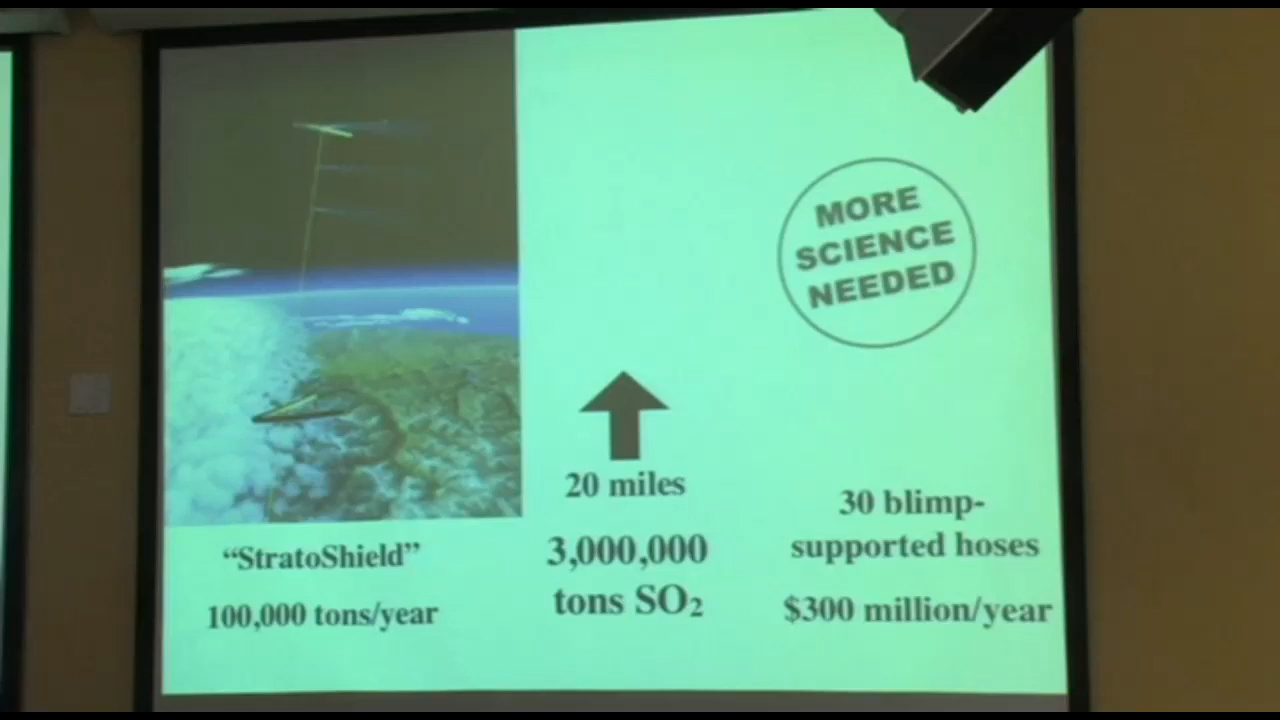 MORE
SCIENCE
NEEDED
20 miles
3,000,000
tons SO₂
30 blimp-
supported hoses
$300 million/year
“StratoShield”
100,000 tons/year